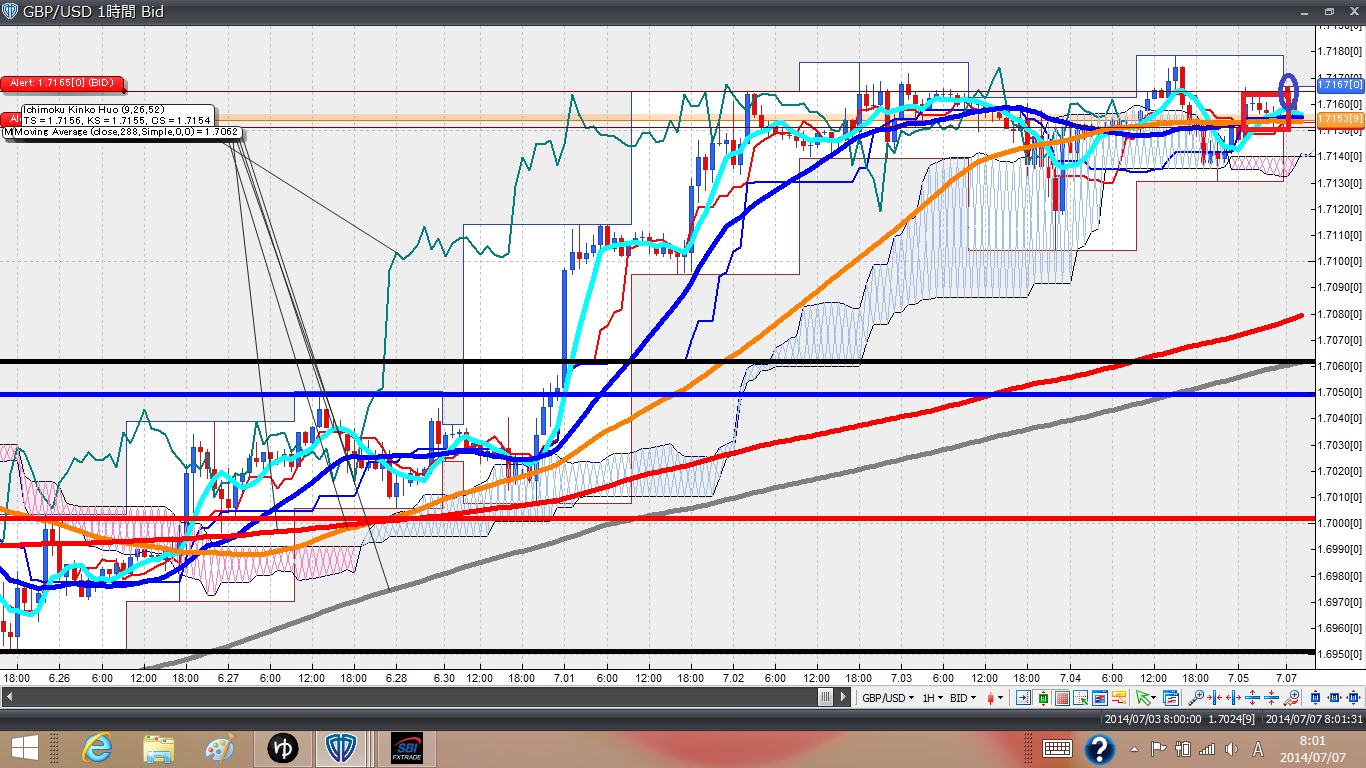 GBP/USD 1時間 Bid
1.7180[0]
1.7167[0]
1.7160[0]
1.7153[9]
1.7140[0]
1.7130[0]
1.7120[0]
1.7110[0]
1.7100[0]
1.7090[0]
1.7080[0]
1.7070[0]
1.7060[0]
1.7050[0]
1.7040[0]
1.7030[0]
1.7020[0]
1.7010[0]
1.7000[0]
1.6990[0]
1.6980[0]
1.6970[0]
1.6960[0]
1.6950[0]
Alert: 1.7165[0] (BID)
Ichimoku Kinko Huo (9,26,52)
TS = 1.7156, KS = 1.7155, CS = 1.7154
Moving Average (close,288,Simple,0,0) = 1.7062
18:00 6.26 6:00 12:00 18:00 6.27 6:00 12:00 18:00 6.28 6:00 6.30 12:00 18:00 7.01 6:00 12:00 18:00 7.02 6:00 12:00 18:00 7.03 6:00 12:00 18:00 7.04 6:00 12:00 18:00 7.05 7.07
GBP/USD 1H BID
2014/07/03 8:00:00 1.7024[9] 2014/07/07 8:01:31
ゆ
SBI
FXTRADE
?
A
8:01
2014/07/07